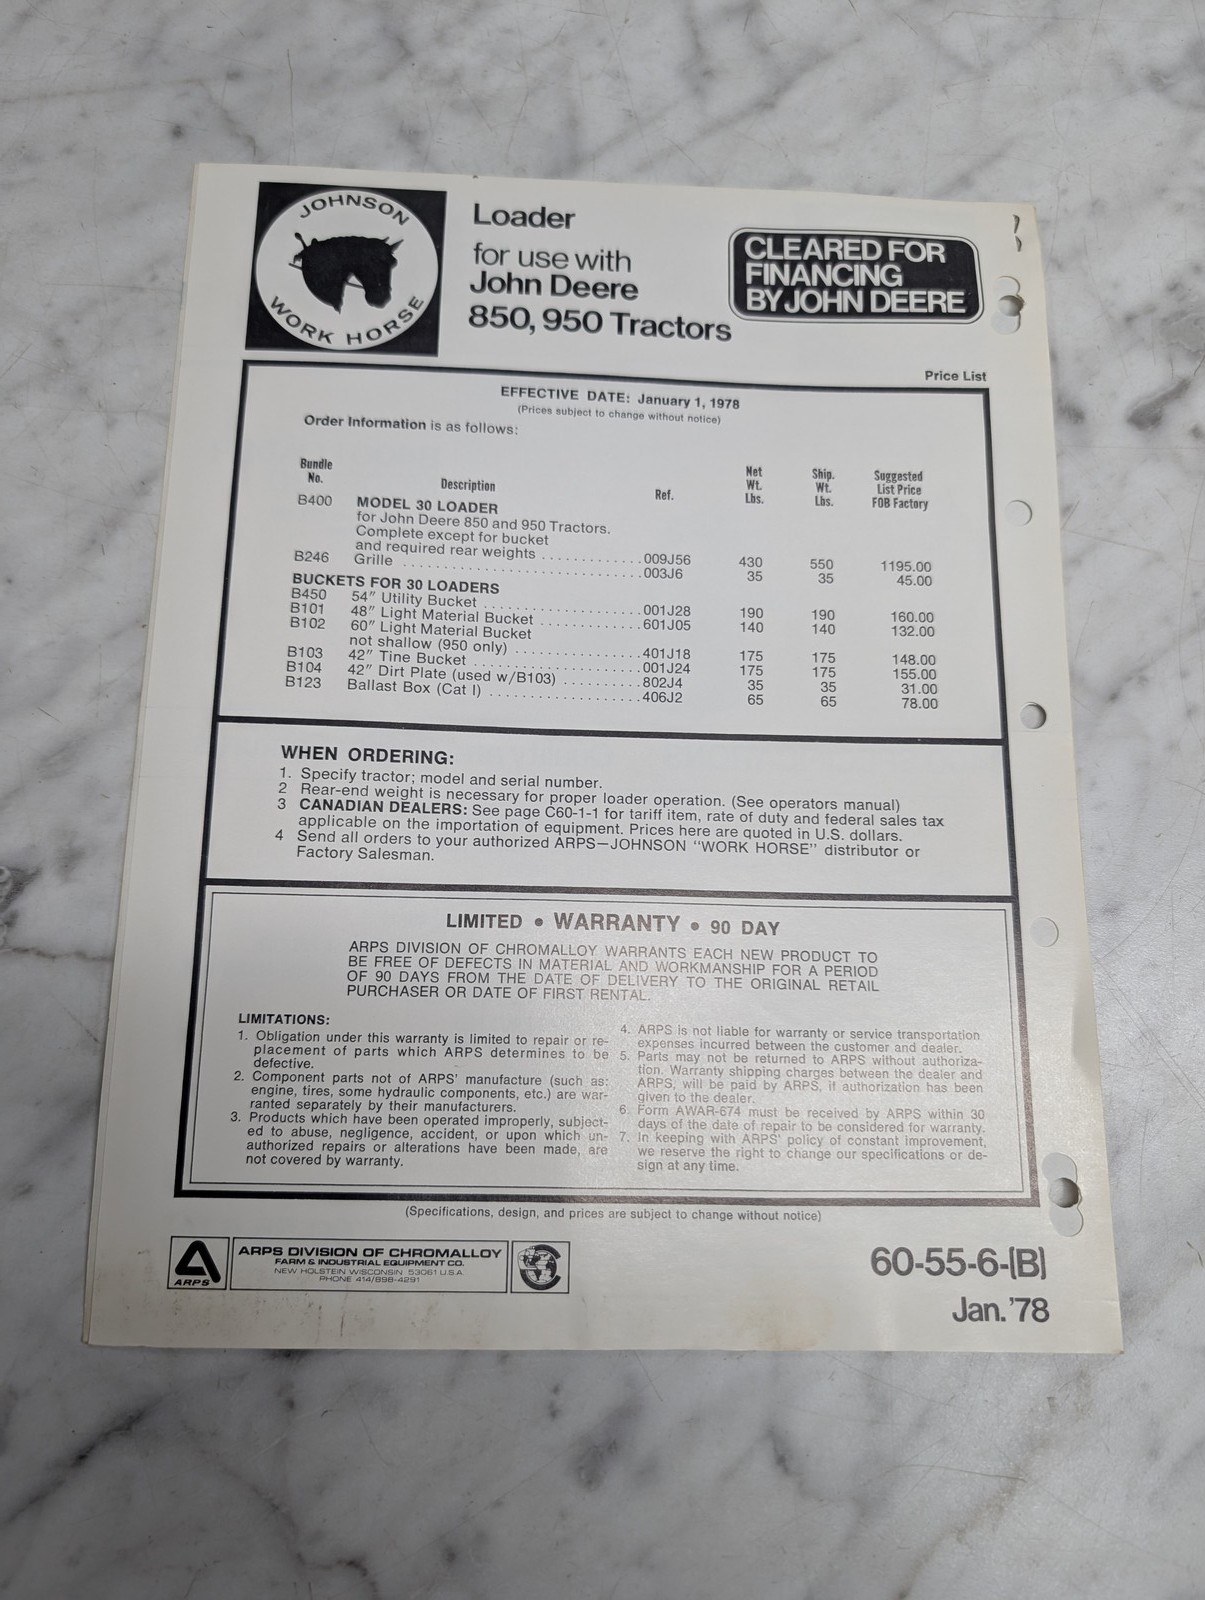 JOHNSON
WORK HORSE
Loader
for use with
John Deere
850, 950 Tractors
CLEARED FOR
FINANCING
BY JOHN DEERE
Price List
EFFECTIVE DATE: January 1, 1978
(Prices subject to change without notice)
Order Information is as follows:
Bundle No. Description Ref. Net Wt. Lbs. Ship. Wt. Lbs. Suggested List Price FOB Factory
B400 MODEL 30 LOADER
for John Deere 850 and 950 Tractors.
Complete except for bucket
and required rear weights ............ 009J56 430 550 1195.00
B246 Grille ............................ 003J6 35 35 45.00
BUCKETS FOR 30 LOADERS
B450 54" Utility Bucket .................... 001J28 190 190 160.00
B101 48" Light Material Bucket ............. 601J05 140 140 132.00
B102 60" Light Material Bucket
not shallow (950 only) ................ 401J18 175 175 148.00
B103 42" Tine Bucket ..................... 001J24 175 175 155.00
B104 42" Dirt Plate (used w/B103) .......... 802J4 35 35 31.00
B123 Ballast Box (Cat I) ................... 406J2 65 65 78.00
WHEN ORDERING:
1. Specify tractor; model and serial number.
2 Rear-end weight is necessary for proper loader operation. (See operators manual)
3 CANADIAN DEALERS: See page C60-1-1 for tariff item, rate of duty and federal sales tax
applicable on the importation of equipment. Prices here are quoted in U.S. dollars.
4 Send all orders to your authorized ARPS—JOHNSON "WORK HORSE" distributor or
Factory Salesman.
LIMITED • WARRANTY • 90 DAY
ARPS DIVISION OF CHROMALLOY WARRANTS EACH NEW PRODUCT TO
BE FREE OF DEFECTS IN MATERIAL AND WORKMANSHIP FOR A PERIOD
OF 90 DAYS FROM THE DATE OF DELIVERY TO THE ORIGINAL RETAIL
PURCHASER OR DATE OF FIRST RENTAL.
LIMITATIONS:
1. Obligation under this warranty is limited to repair or re-
placement of parts which ARPS determines to be
defective.
2. Component parts not of ARPS' manufacture (such as:
engine, tires, some hydraulic components, etc.) are war-
ranted separately by their manufacturers.
3. Products which have been operated improperly, subject-
ed to abuse, negligence, accident, or upon which un-
authorized repairs or alterations have been made, are
not covered by warranty.
4. ARPS is not liable for warranty or service transportation
expenses incurred between the customer and dealer.
5. Parts may not be returned to ARPS without authoriza-
tion. Warranty shipping charges between the dealer and
ARPS, will be paid by ARPS, if authorization has been
given to the dealer.
6. Form AWAR-674 must be received by ARPS within 30
days of the date of repair to be considered for warranty.
7. In keeping with ARPS' policy of constant improvement,
we reserve the right to change our specifications or de-
sign at any time.
(Specifications, design, and prices are subject to change without notice)
ARPS
ARPS DIVISION OF CHROMALLOY
FARM & INDUSTRIAL EQUIPMENT CO.
NEW HOLSTEIN WISCONSIN 53061 U.S.A.
PHONE 414/898-4291
60-55-6-(B)
Jan. '78